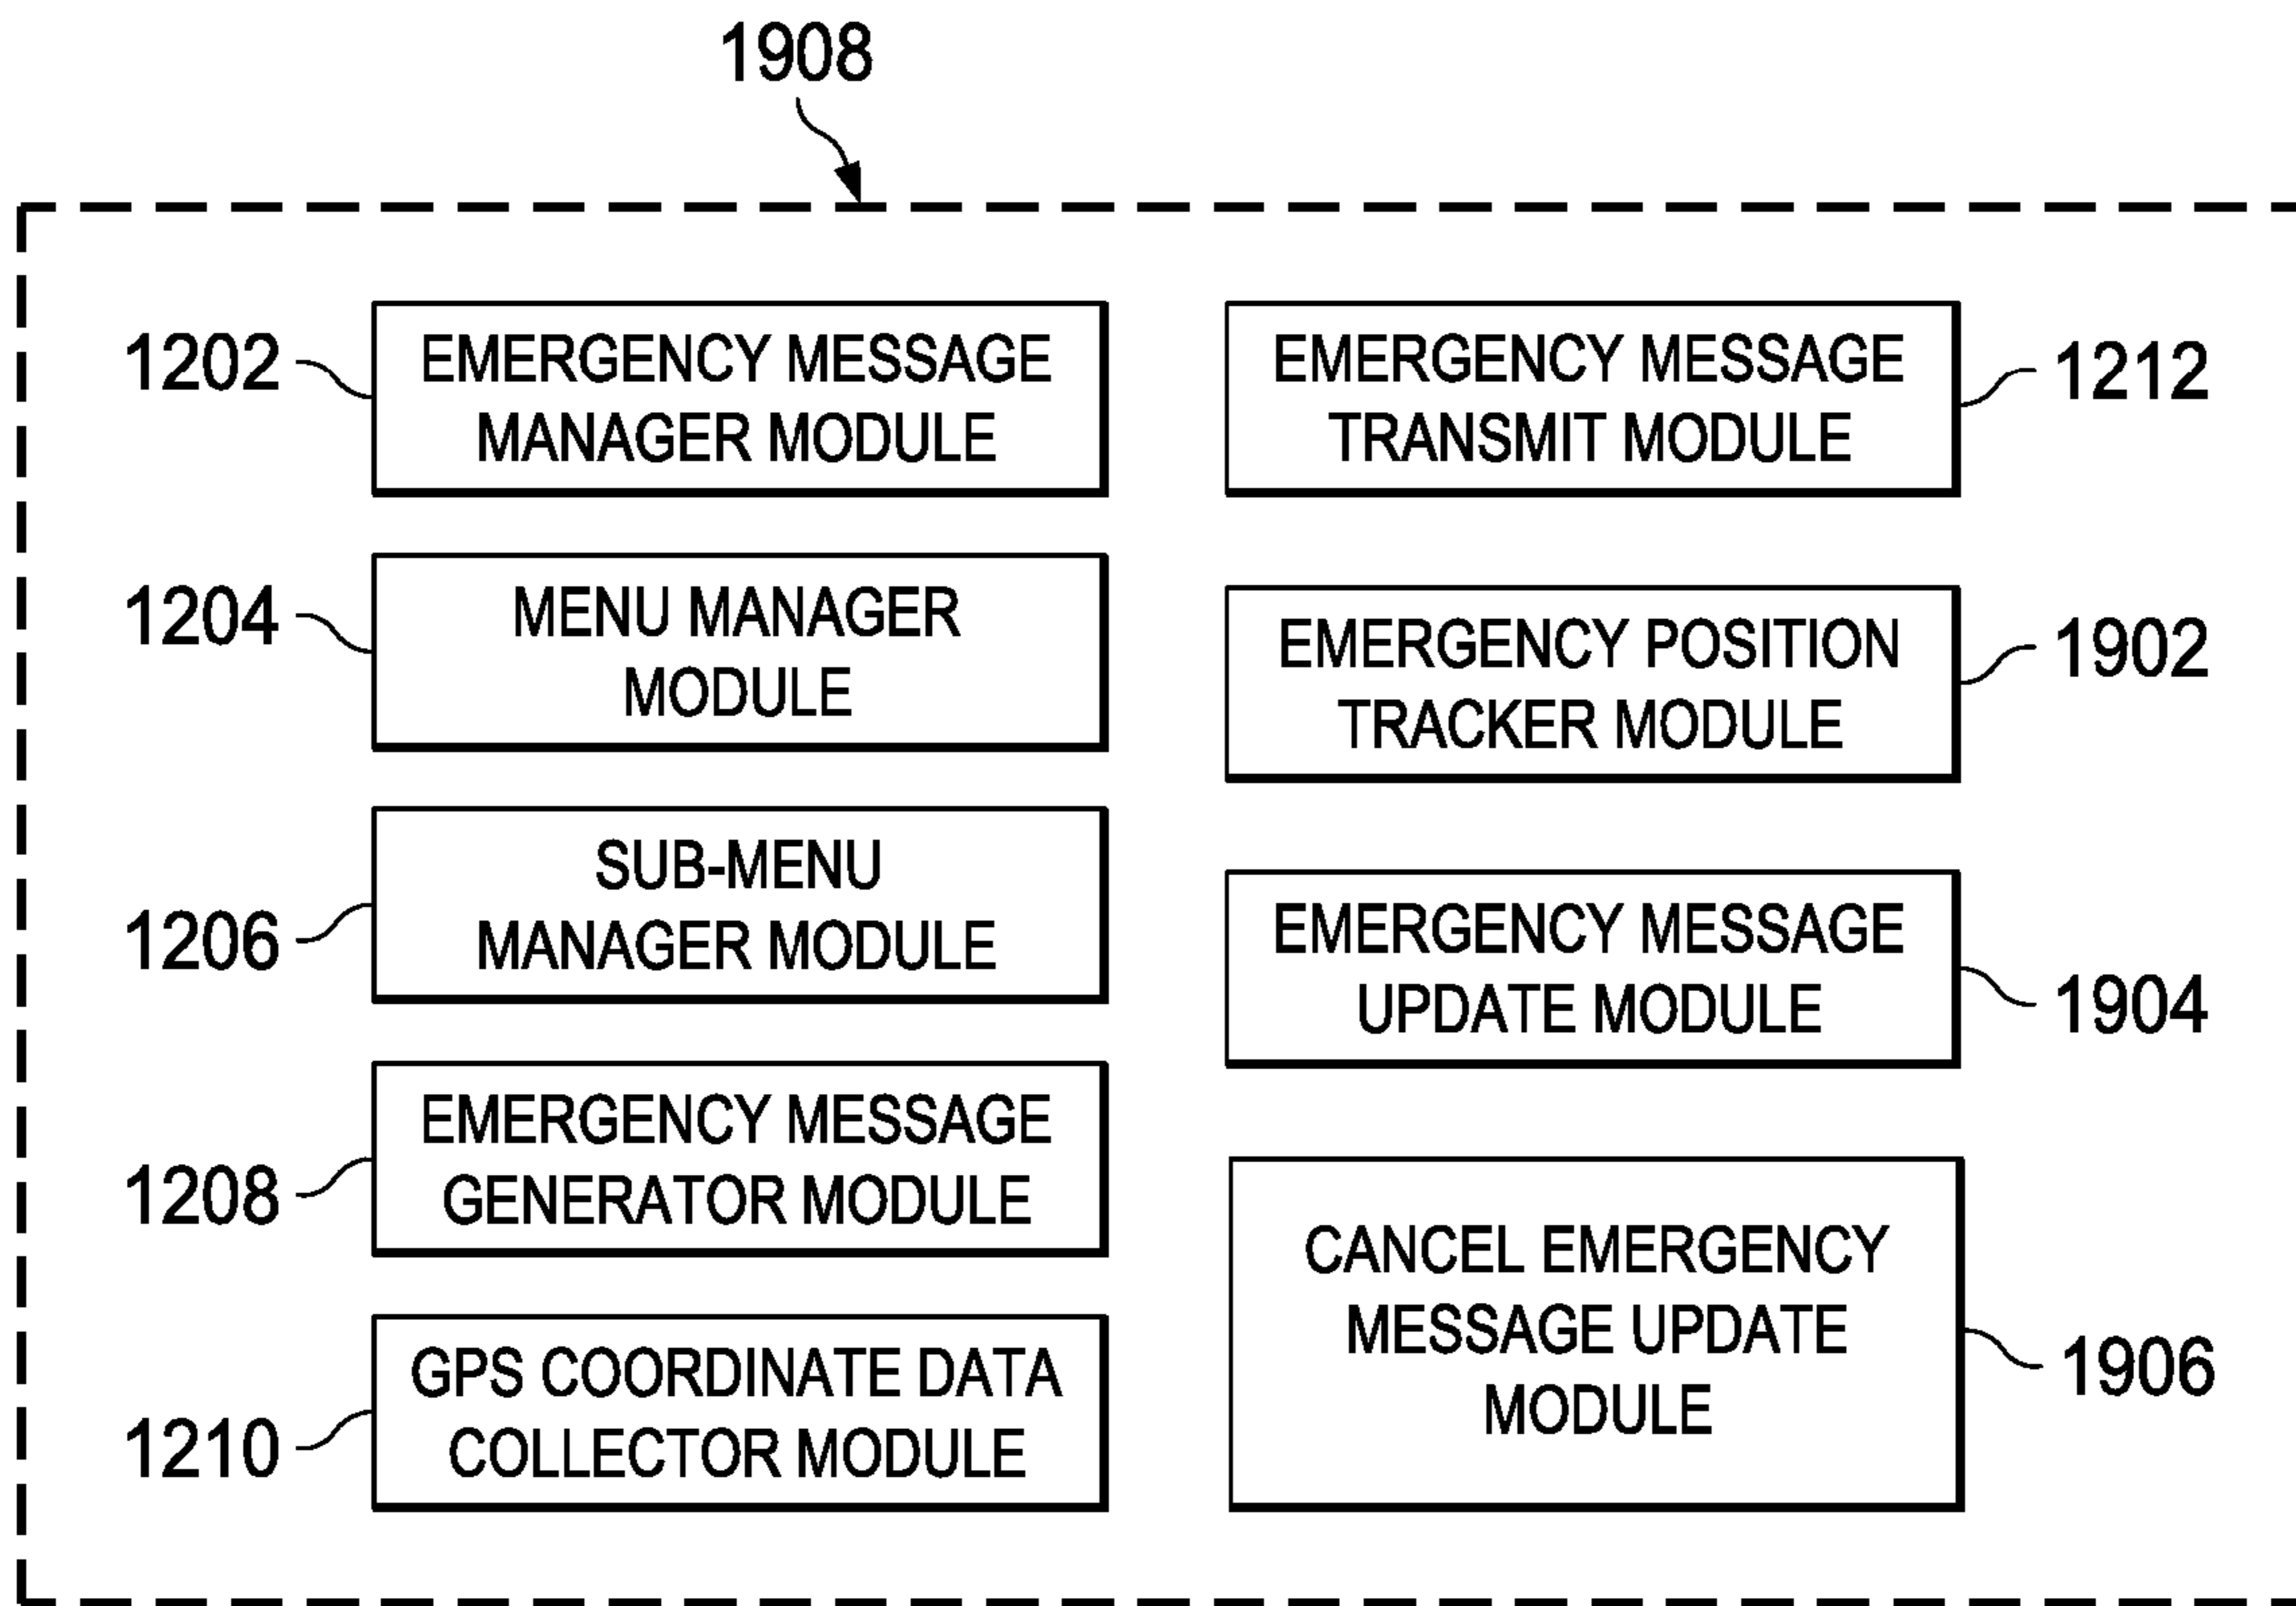 1908
1202
EMERGENCY MESSAGE
MANAGER MODULE
1204
MENU MANAGER
MODULE
1206
SUB-MENU
MANAGER MODULE
1208
EMERGENCY MESSAGE
GENERATOR MODULE
1210
GPS COORDINATE DATA
COLLECTOR MODULE
EMERGENCY MESSAGE
TRANSMIT MODULE
1212
EMERGENCY POSITION
TRACKER MODULE
1902
EMERGENCY MESSAGE
UPDATE MODULE
1904
CANCEL EMERGENCY
MESSAGE UPDATE
MODULE
1906